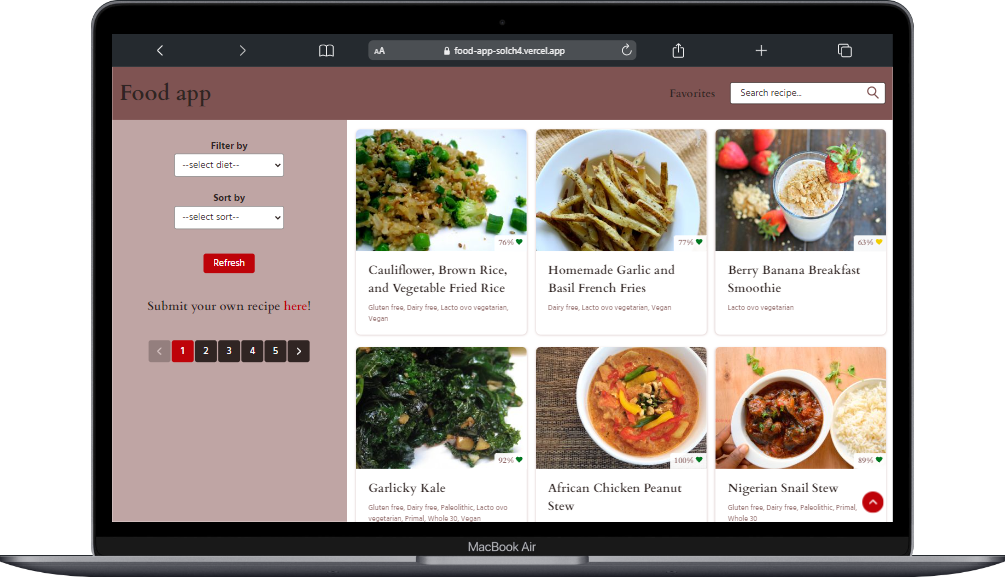 AA food-app-solch4.vercel.app
Food app
Favorites
Search recipe..
Filter by
--select diet--
Sort by
--select sort--
Refresh
Submit your own recipe here!
1 2 3 4 5
76%
Cauliflower, Brown Rice,
and Vegetable Fried Rice
Gluten free, Dairy free, Lacto ovo vegetarian,
Vegan
77%
Homemade Garlic and
Basil French Fries
Dairy free, Lacto ovo vegetarian, Vegan
63%
Berry Banana Breakfast
Smoothie
Lacto ovo vegetarian
92%
Garlicky Kale
Gluten free, Dairy free, Paleolithic, Lacto ovo
vegetarian, Primal, Whole 30, Vegan
100%
African Chicken Peanut
Stew
89%
Nigerian Snail Stew
Gluten free, Dairy free, Paleolithic, Primal,
Whole 30
MacBook Air